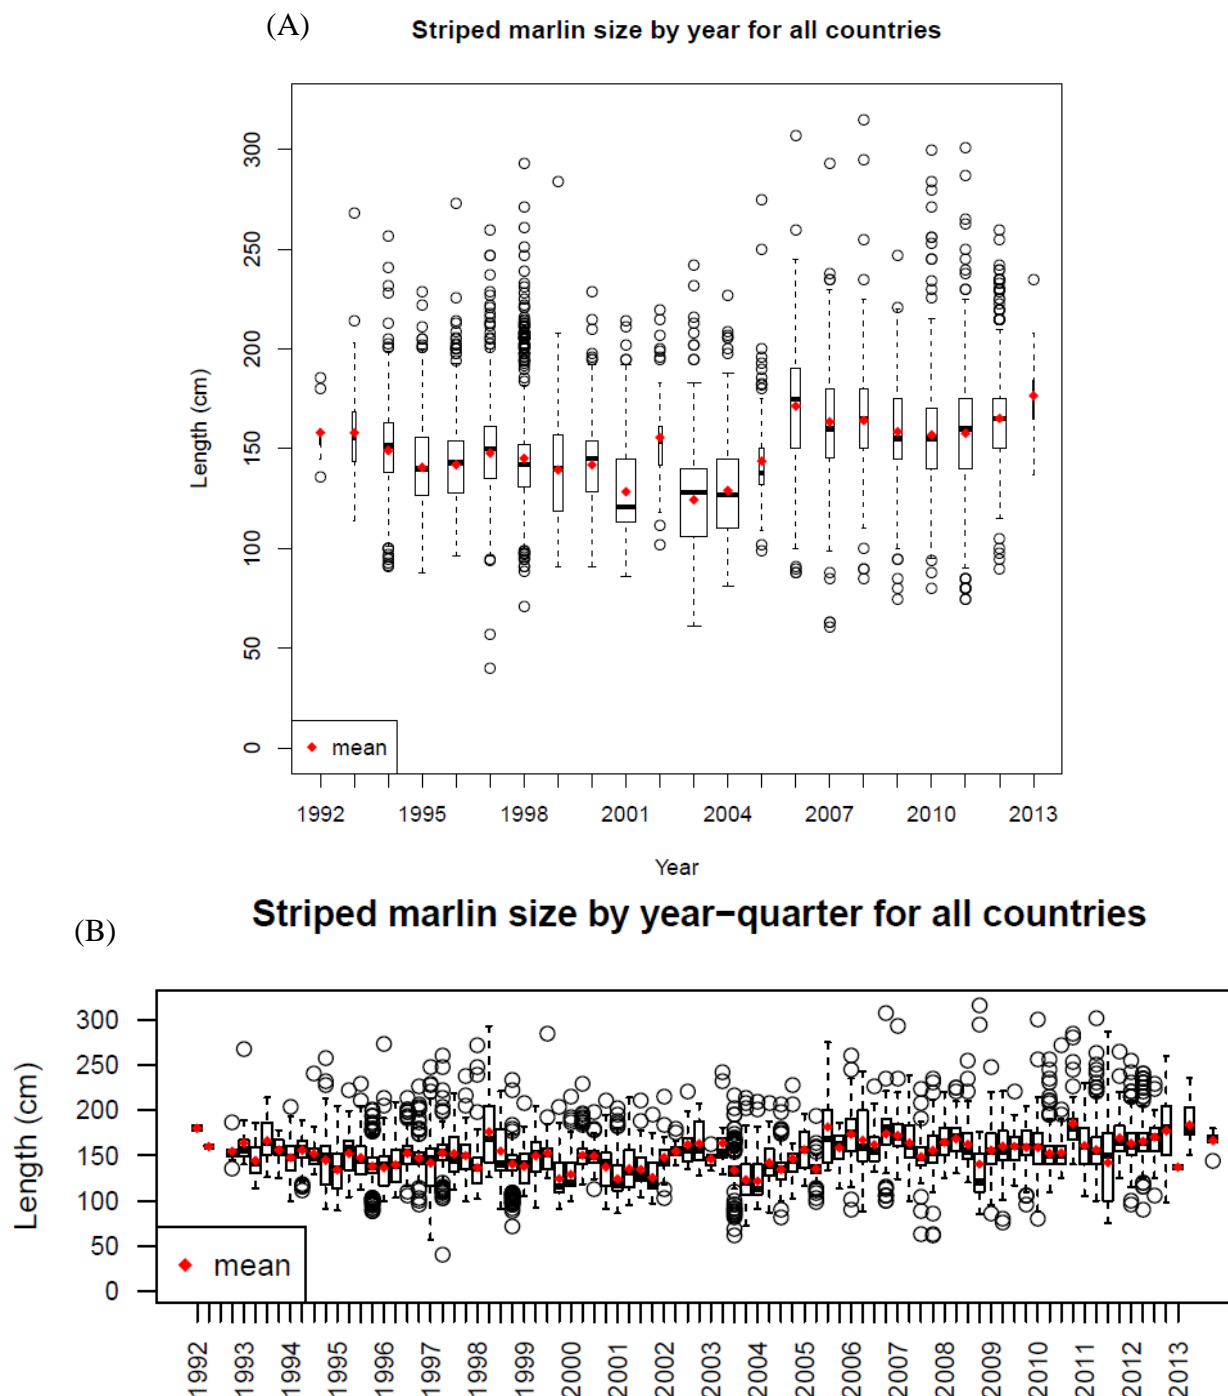 (A)
Striped marlin size by year for all countries
300
250
200
150
100
50
0
Length (cm)
mean
1992 1995 1998 2001 2004 2007 2010 2013
Year
(B)
Striped marlin size by year−quarter for all countries
300
250
200
150
100
50
0
Length (cm)
mean
1992 1993 1994 1995 1996 1997 1998 1999 2000 2001 2002 2003 2004 2005 2006 2007 2008 2009 2010 2011 2012 2013